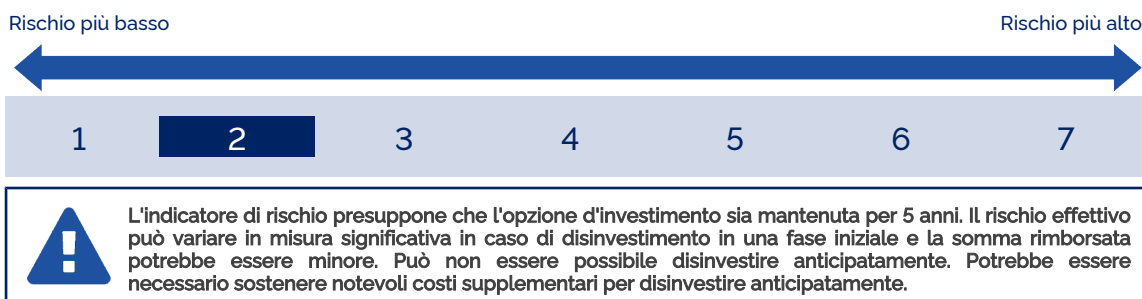 Rischio più basso Rischio più alto
1 2 3 4 5 6 7
L'indicatore di rischio presuppone che l'opzione d'investimento sia mantenuta per 5 anni. Il rischio effettivo
può variare in misura significativa in caso di disinvestimento in una fase iniziale e la somma rimborsata
potrebbe essere minore. Può non essere possibile disinvestire anticipatamente. Potrebbe essere
necessario sostenere notevoli costi supplementari per disinvestire anticipatamente.